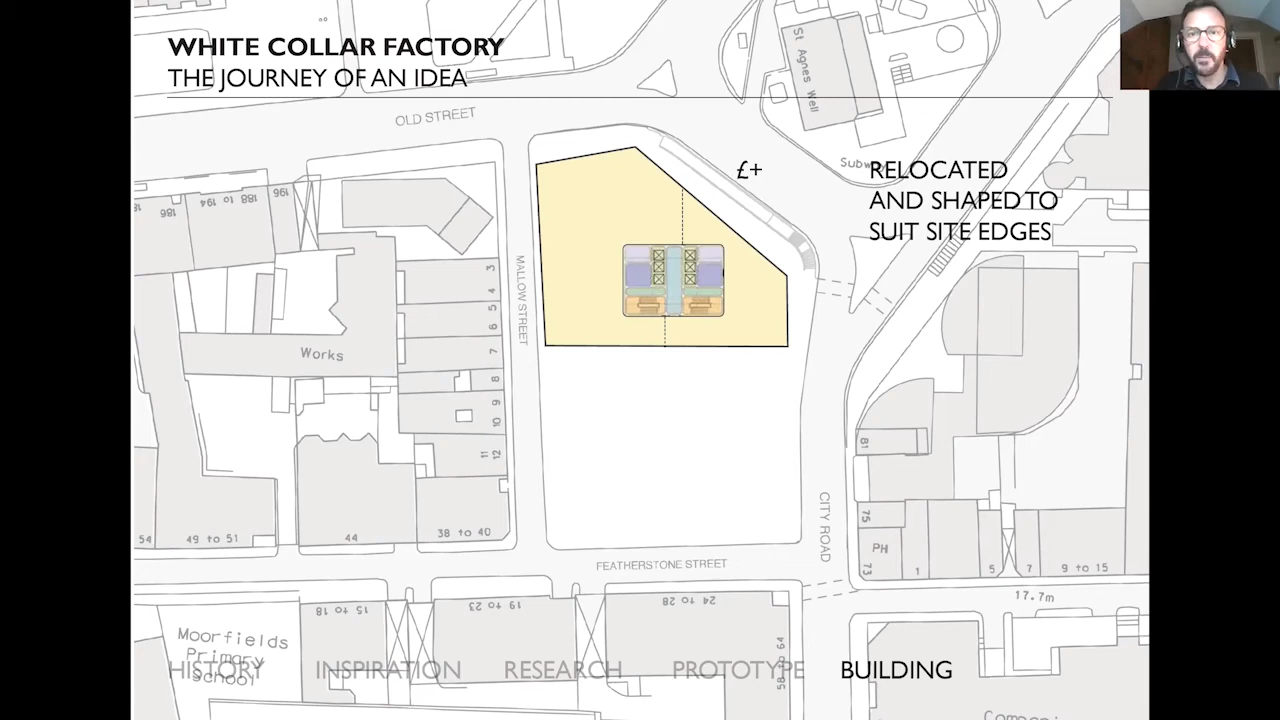 WHITE COLLAR FACTORY
THE JOURNEY OF AN IDEA
OLD STREET
St Agnes Well
Subw
£+
RELOCATED
AND SHAPED TO
SUIT SITE EDGES
186
188 to 194
196
MALLOW STREET
3
4
5
6
7
8
9
10
11
12
Works
CITY ROAD
81
75
PH
73
1
5
7
9 to 15
54
49 to 51
44
38 to 40
FEATHERSTONE STREET
17.7m
15 to 18
19 to 23
24 to 28
58 to 64
Moorfields
Primary
School
HISTORY
INSPIRATION
RESEARCH
PROTOTYPE
BUILDING